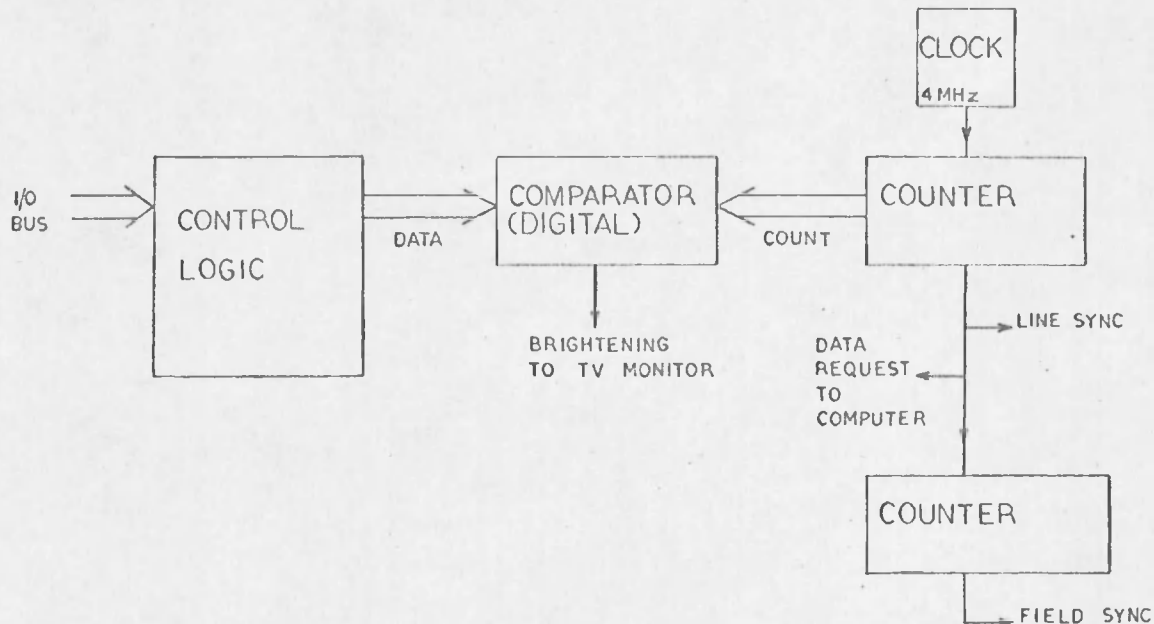 CLOCK
4 MHz
I/O
BUS
CONTROL
LOGIC
DATA
COMPARATOR
(DIGITAL)
COUNT
COUNTER
BRIGHTENING
TO TV MONITOR
LINE SYNC
DATA
REQUEST
TO
COMPUTER
COUNTER
FIELD SYNC